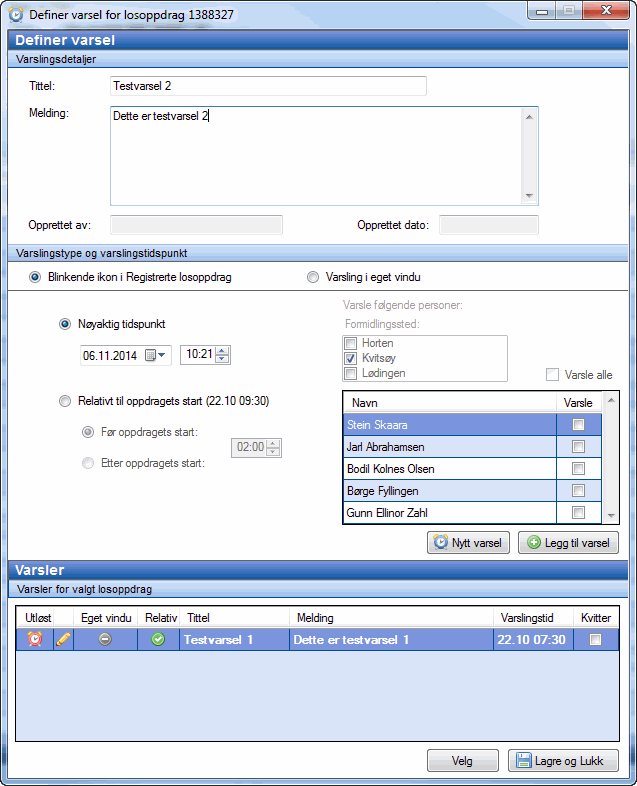 Definer varsel for losoppdrag 1388327
Definer varsel
Varslingsdetaljer
Tittel: Testvarsel 2
Melding: Dette er testvarsel 2
Opprettet av: Opprettet dato:
Varslingstype og varslingstidspunkt
Blinkende ikon i Registrerte losoppdrag Varsling i eget vindu
Varsle følgende personer:
Nøyaktig tidspunkt Formidlingssted:
Horten
06.11.2014 10:21 Kvitsøy
Lødingen Varsle alle
Relativt til oppdragets start (22.10 09:30) Navn Varsle
Stein Skaara
Før oppdragets start: 02:00 Jarl Abrahamsen
Etter oppdragets start: Bodil Kolnes Olsen
Børge Fyllingen
Gunn Ellinor Zahl
Nytt varsel Legg til varsel
Varsler
Varsler for valgt losoppdrag
Utløst Eget vindu Relativ Tittel Melding Varslingstid Kvitter
Testvarsel 1 Dette er testvarsel 1 22.10 07:30
Velg Lagre og Lukk